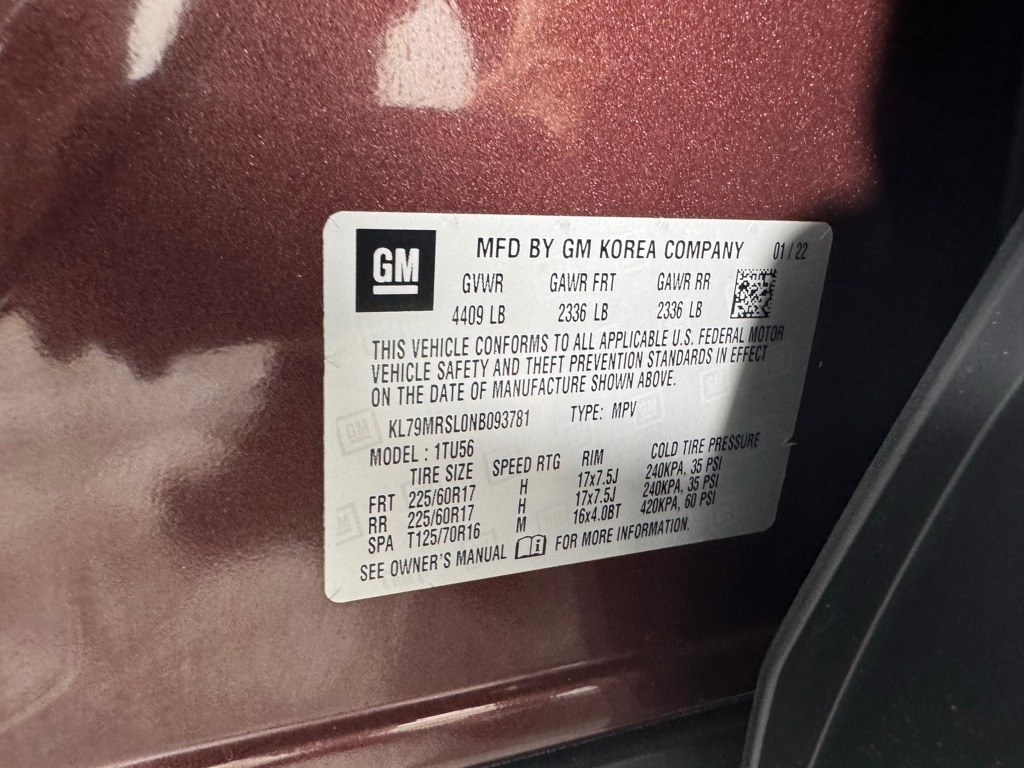 GM
MFD BY GM KOREA COMPANY 01 / 22
GVWR GAWR FRT GAWR RR
4409 LB 2336 LB 2336 LB
THIS VEHICLE CONFORMS TO ALL APPLICABLE U.S. FEDERAL MOTOR
VEHICLE SAFETY AND THEFT PREVENTION STANDARDS IN EFFECT
ON THE DATE OF MANUFACTURE SHOWN ABOVE.
KL79MRSL0NB093781 TYPE: MPV
MODEL : 1TU56
TIRE SIZE SPEED RTG RIM COLD TIRE PRESSURE
FRT 225/60R17 H 17x7.5J 240KPA, 35 PSI
RR 225/60R17 H 17x7.5J 240KPA, 35 PSI
SPA T125/70R16 M 16x4.0BT 420KPA, 60 PSI
SEE OWNER'S MANUAL FOR MORE INFORMATION.